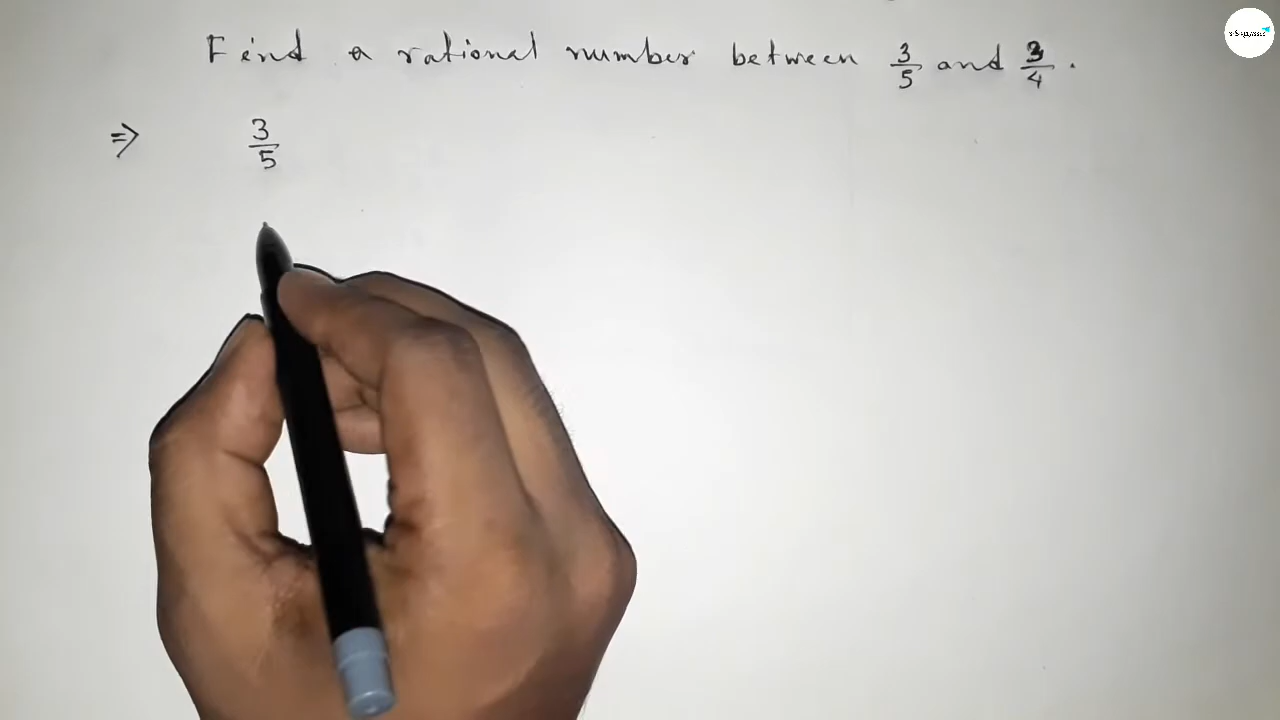 Find a rational number between 3/5 and 3/4.
⇒ 3/5